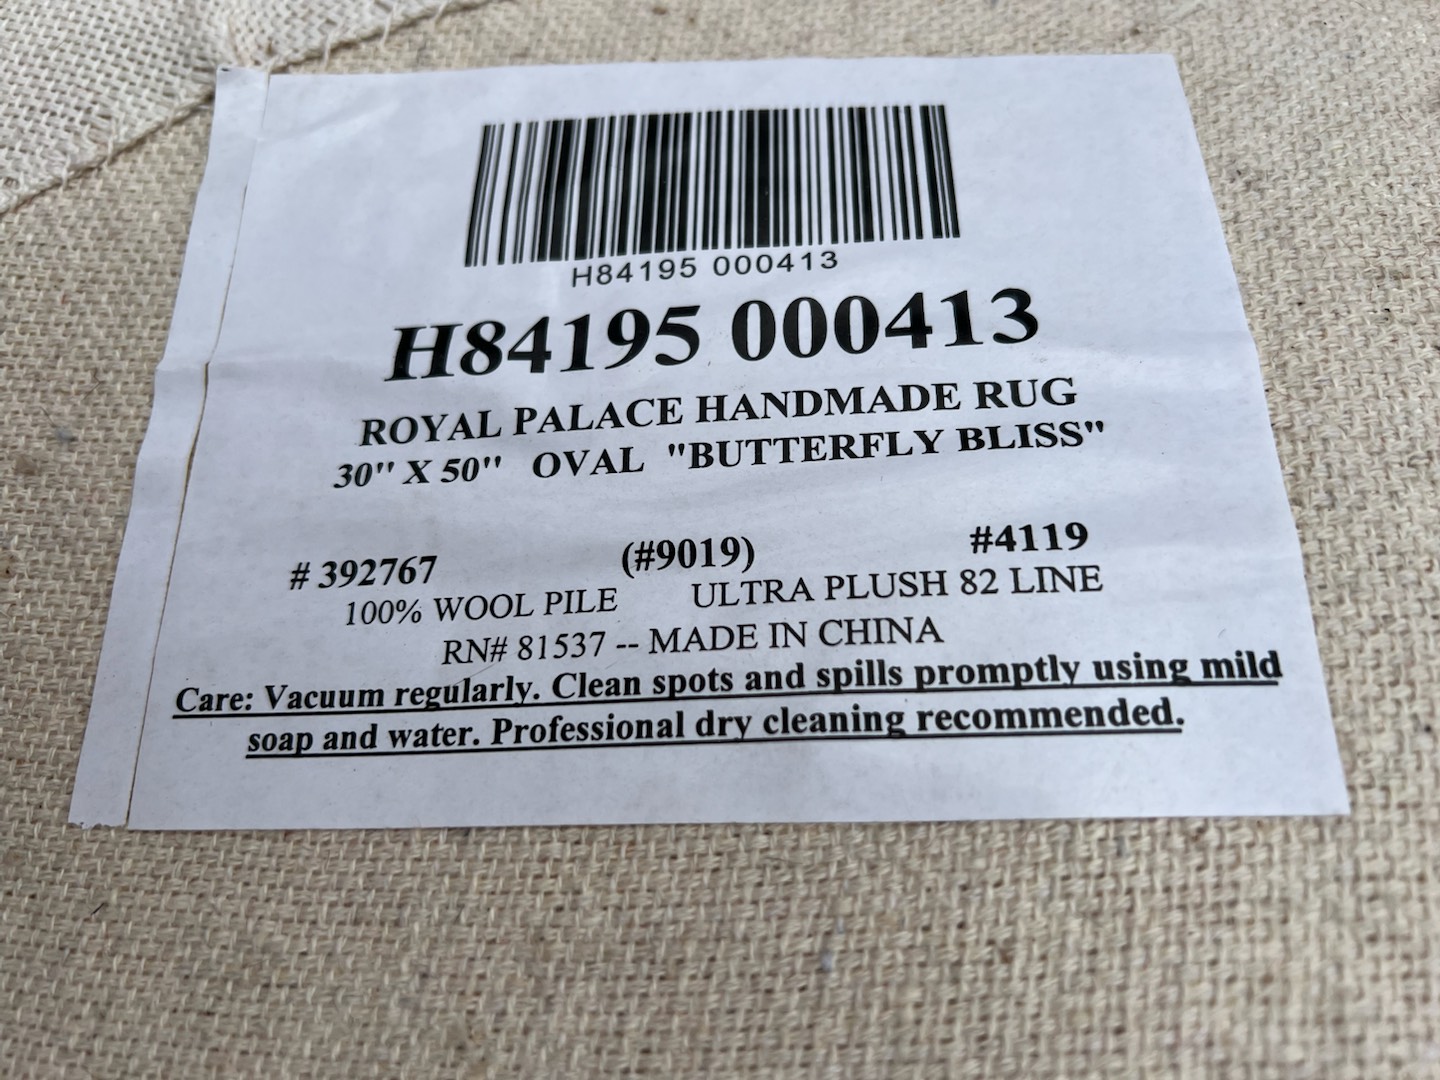 H84195 000413
H84195 000413
ROYAL PALACE HANDMADE RUG
30" X 50" OVAL "BUTTERFLY BLISS"
# 392767 (#9019) #4119
100% WOOL PILE ULTRA PLUSH 82 LINE
RN# 81537 -- MADE IN CHINA
Care: Vacuum regularly. Clean spots and spills promptly using mild
soap and water. Professional dry cleaning recommended.